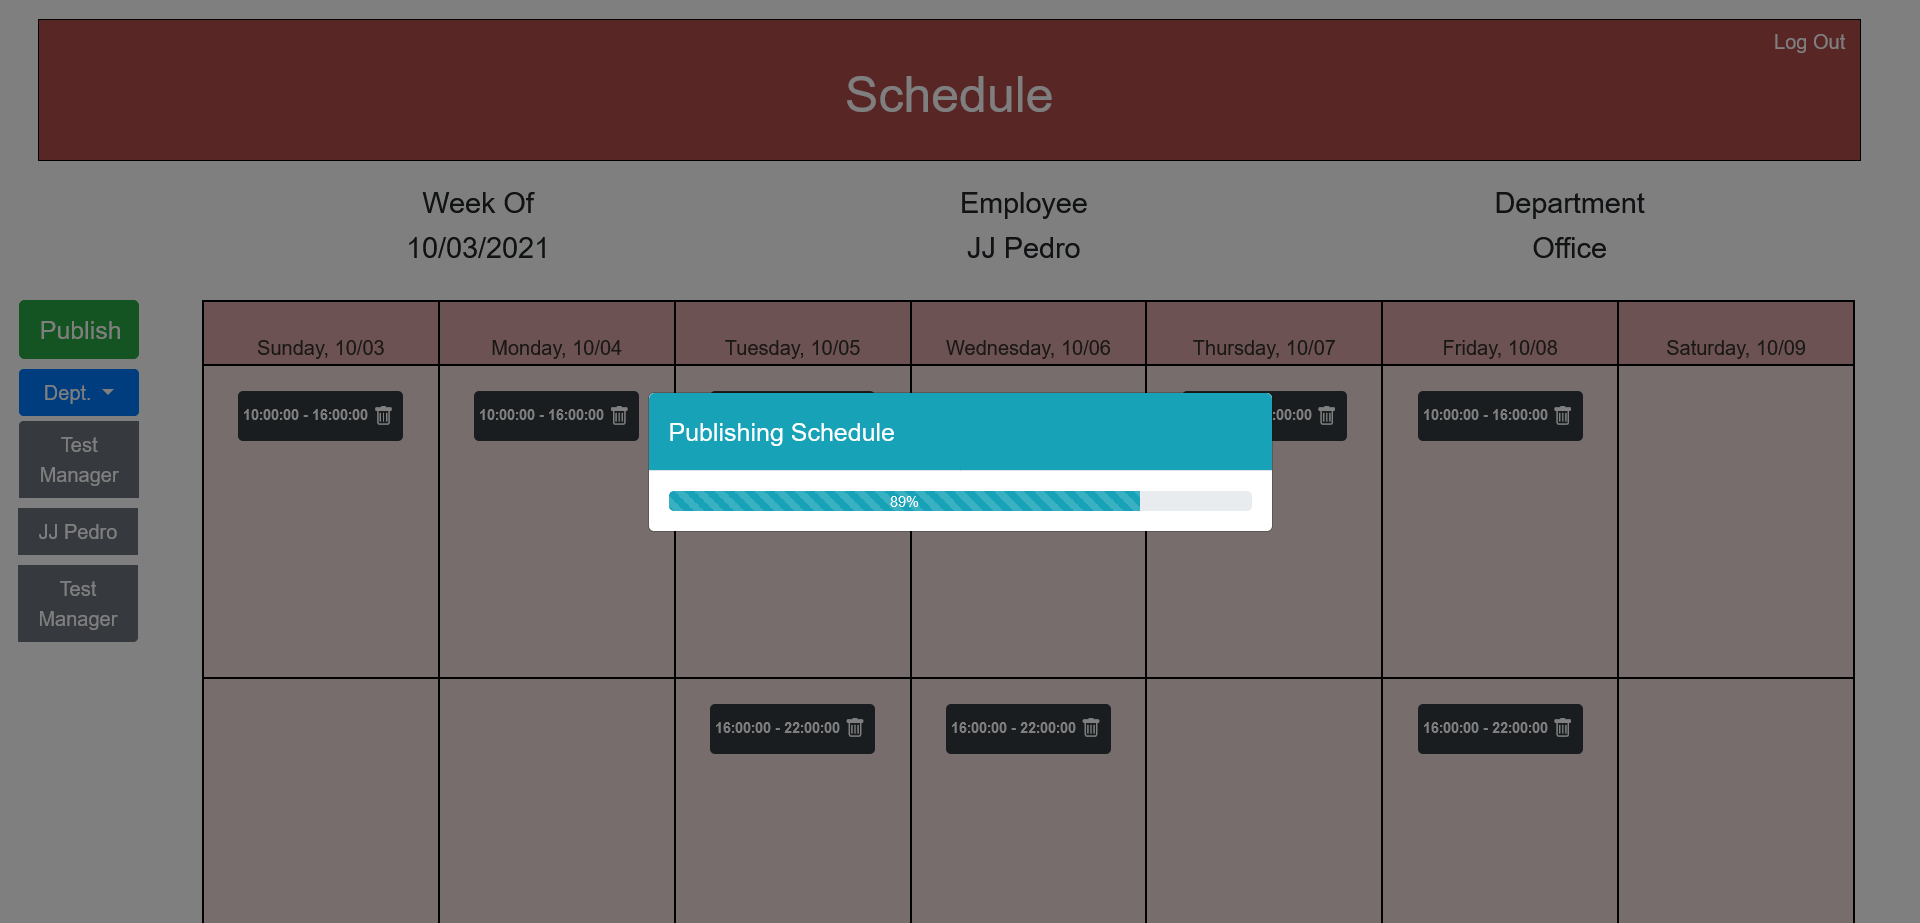 Log Out
Schedule
Week Of
10/03/2021
Employee
JJ Pedro
Department
Office
Publish
Dept.
Test
Manager
JJ Pedro
Test
Manager
Sunday, 10/03
Monday, 10/04
Tuesday, 10/05
Wednesday, 10/06
Thursday, 10/07
Friday, 10/08
Saturday, 10/09
10:00:00 - 16:00:00
10:00:00 - 16:00:00
:00:00
10:00:00 - 16:00:00
Publishing Schedule
89%
16:00:00 - 22:00:00
16:00:00 - 22:00:00
16:00:00 - 22:00:00